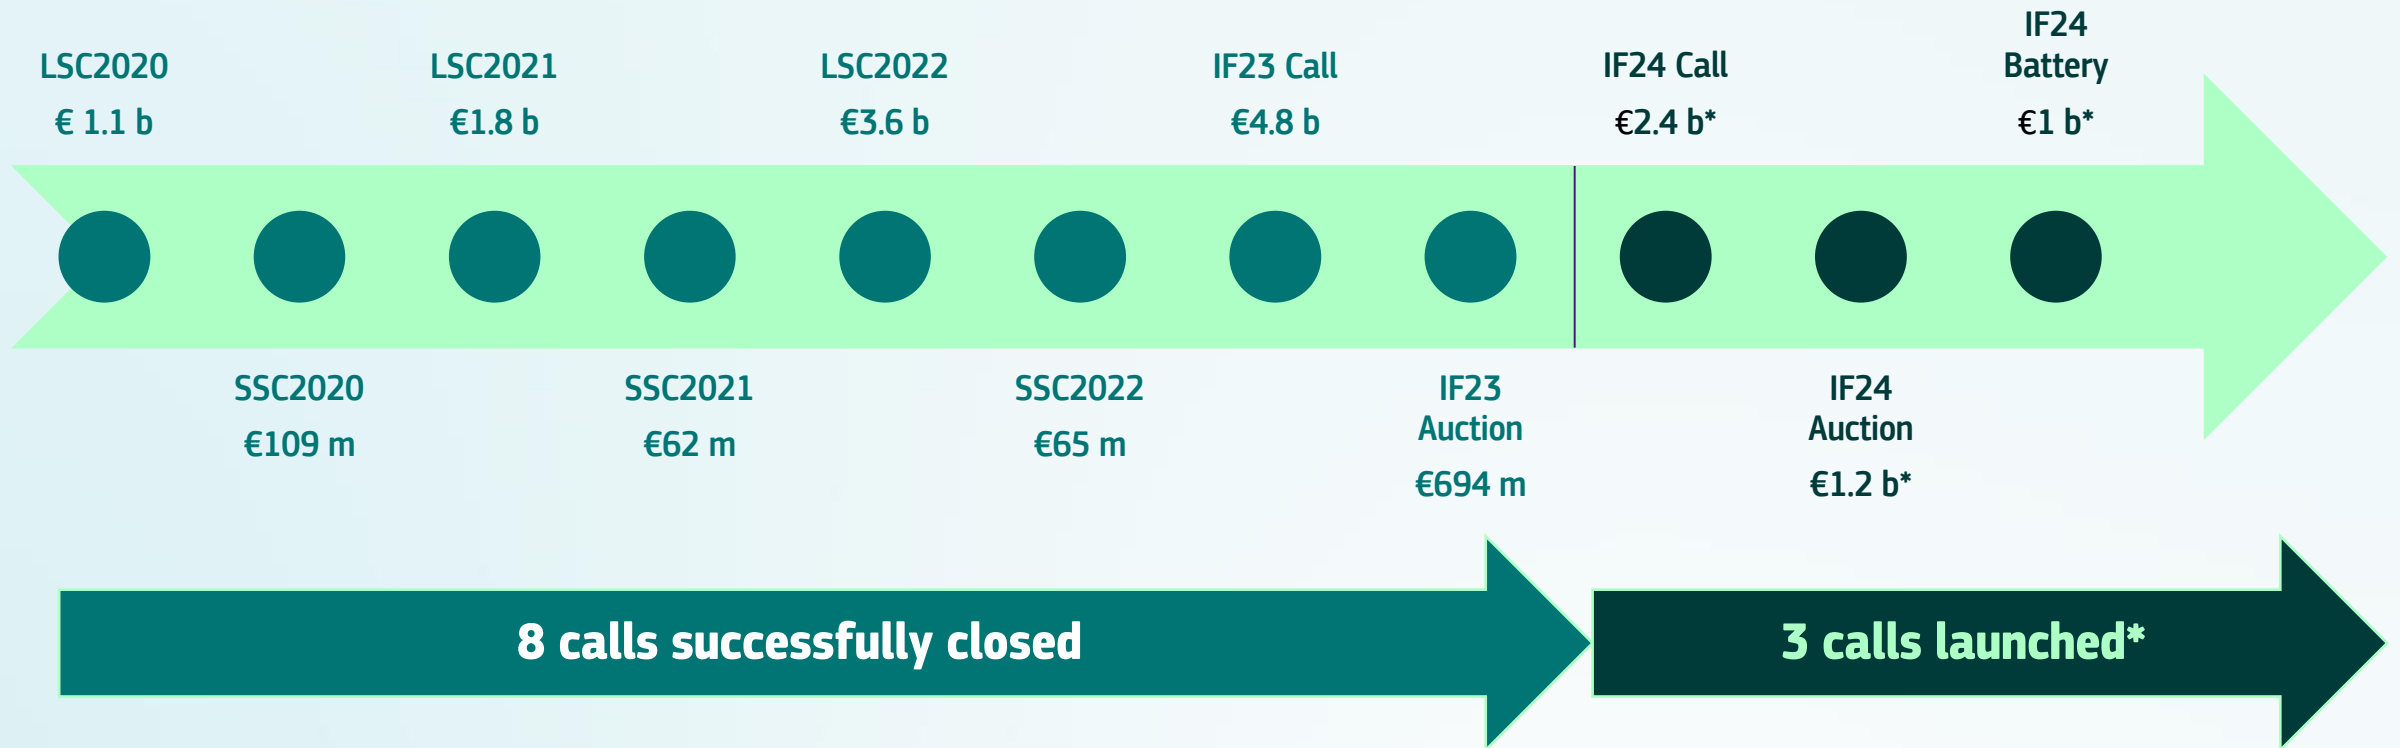 LSC2020
€ 1.1 b
LSC2021
€1.8 b
LSC2022
€3.6 b
IF23 Call
€4.8 b
IF24 Call
€2.4 b*
IF24
Battery
€1 b*
SSC2020
€109 m
SSC2021
€62 m
SSC2022
€65 m
IF23
Auction
€694 m
IF24
Auction
€1.2 b*
8 calls successfully closed
3 calls launched*